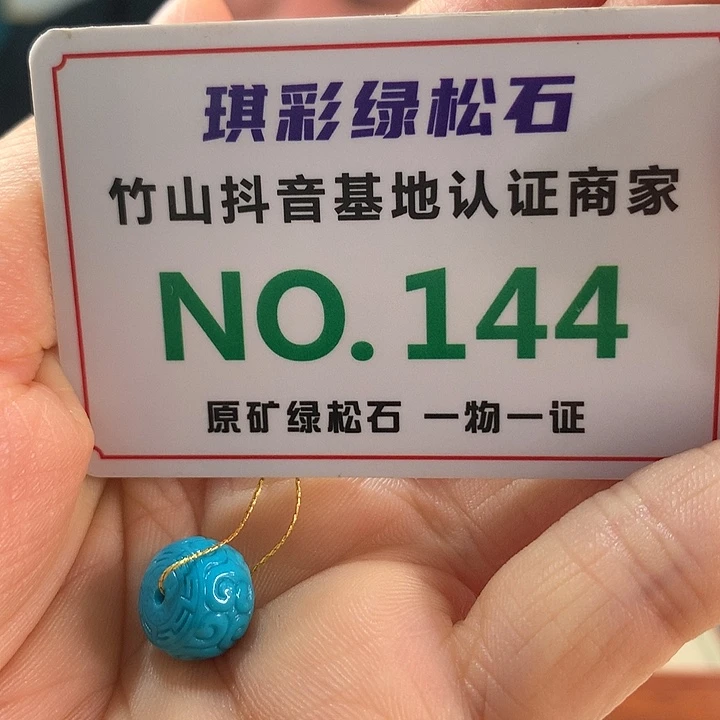 琪彩绿松石
竹山抖音基地认证商家
NO.144
原矿绿松石 一物一证